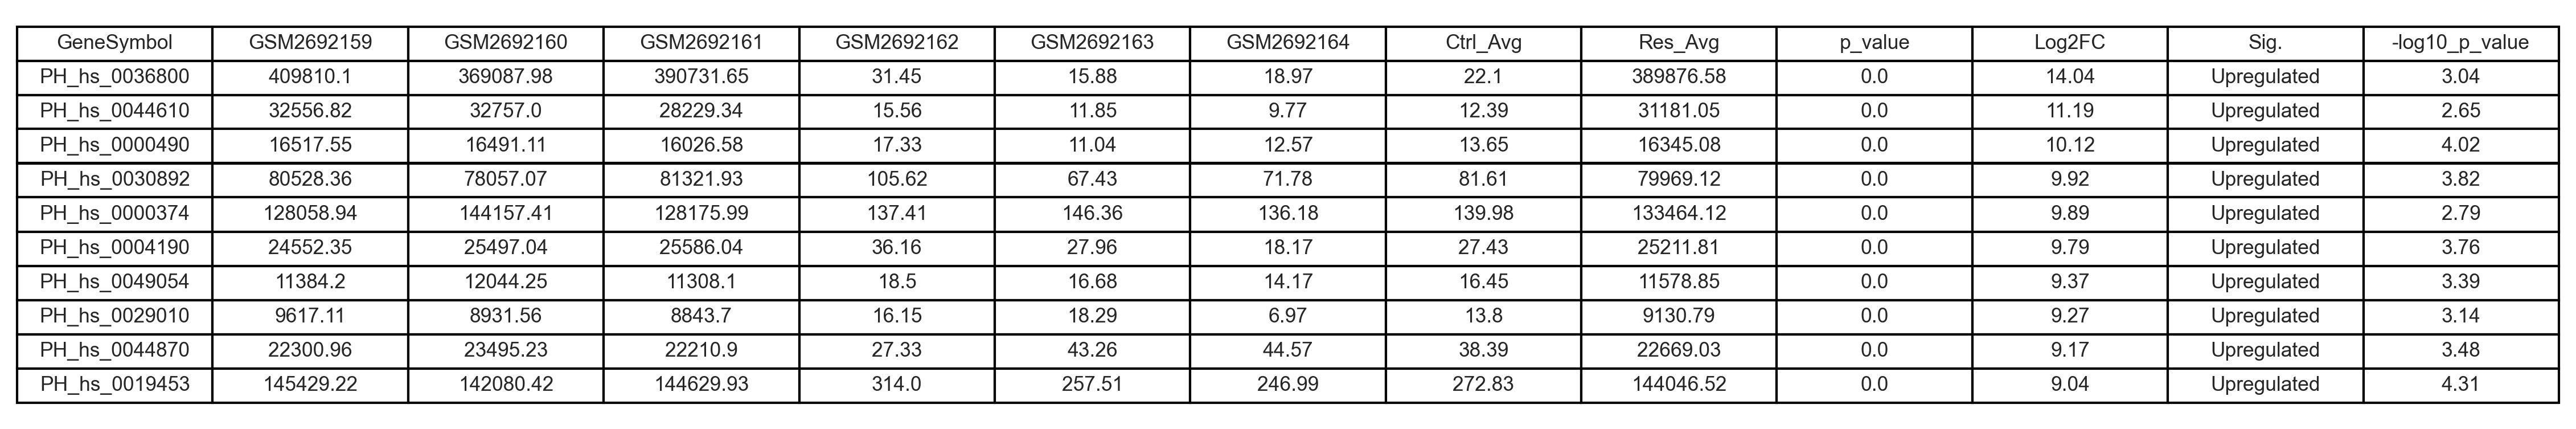 GeneSymbol GSM2692159 GSM2692160 GSM2692161 GSM2692162 GSM2692163 GSM2692164 Ctrl_Avg Res_Avg p_value Log2FC Sig. -log10_p_value
PH_hs_0036800 409810.1 369087.98 390731.65 31.45 15.88 18.97 22.1 389876.58 0.0 14.04 Upregulated 3.04
PH_hs_0044610 32556.82 32757.0 28229.34 15.56 11.85 9.77 12.39 31181.05 0.0 11.19 Upregulated 2.65
PH_hs_0000490 16517.55 16491.11 16026.58 17.33 11.04 12.57 13.65 16345.08 0.0 10.12 Upregulated 4.02
PH_hs_0030892 80528.36 78057.07 81321.93 105.62 67.43 71.78 81.61 79969.12 0.0 9.92 Upregulated 3.82
PH_hs_0000374 128058.94 144157.41 128175.99 137.41 146.36 136.18 139.98 133464.12 0.0 9.89 Upregulated 2.79
PH_hs_0004190 24552.35 25497.04 25586.04 36.16 27.96 18.17 27.43 25211.81 0.0 9.79 Upregulated 3.76
PH_hs_0049054 11384.2 12044.25 11308.1 18.5 16.68 14.17 16.45 11578.85 0.0 9.37 Upregulated 3.39
PH_hs_0029010 9617.11 8931.56 8843.7 16.15 18.29 6.97 13.8 9130.79 0.0 9.27 Upregulated 3.14
PH_hs_0044870 22300.96 23495.23 22210.9 27.33 43.26 44.57 38.39 22669.03 0.0 9.17 Upregulated 3.48
PH_hs_0019453 145429.22 142080.42 144629.93 314.0 257.51 246.99 272.83 144046.52 0.0 9.04 Upregulated 4.31